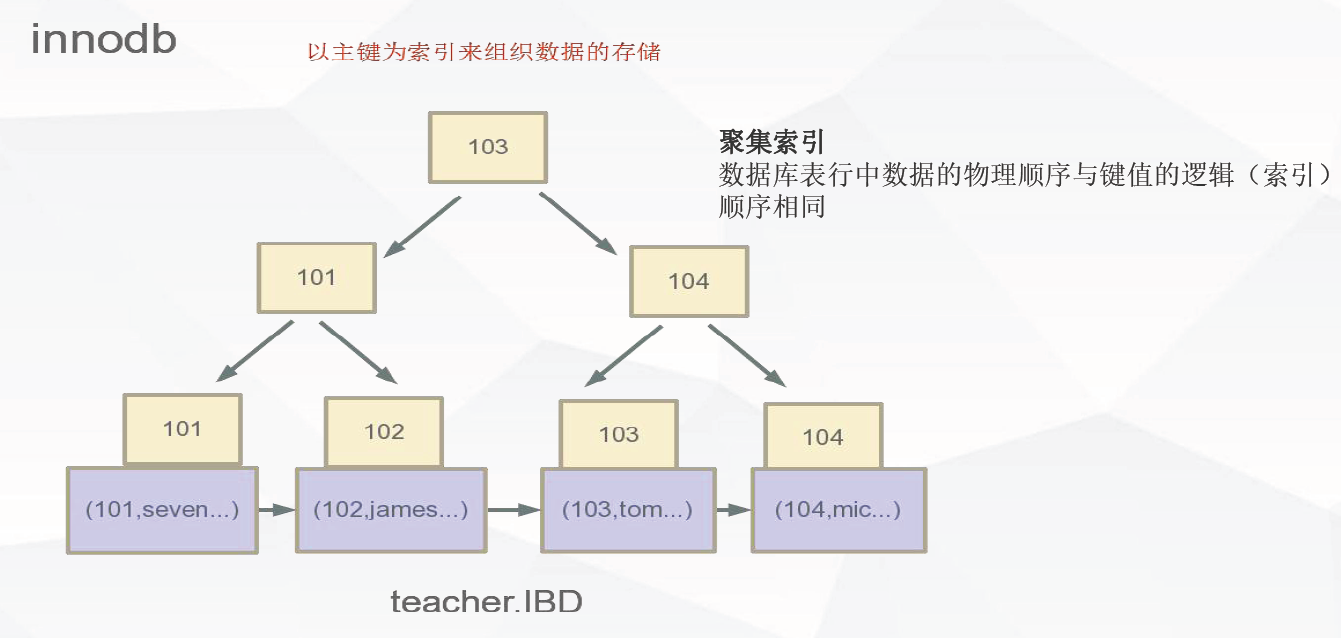 innodb
以主键为索引来组织数据的存储
103
聚集索引
数据库表行中数据的物理顺序与键值的逻辑（索引）
顺序相同
101
104
101
102
103
104
(101,seven...)
(102,james...)
(103,tom...)
(104,mic...)
teacher.IBD